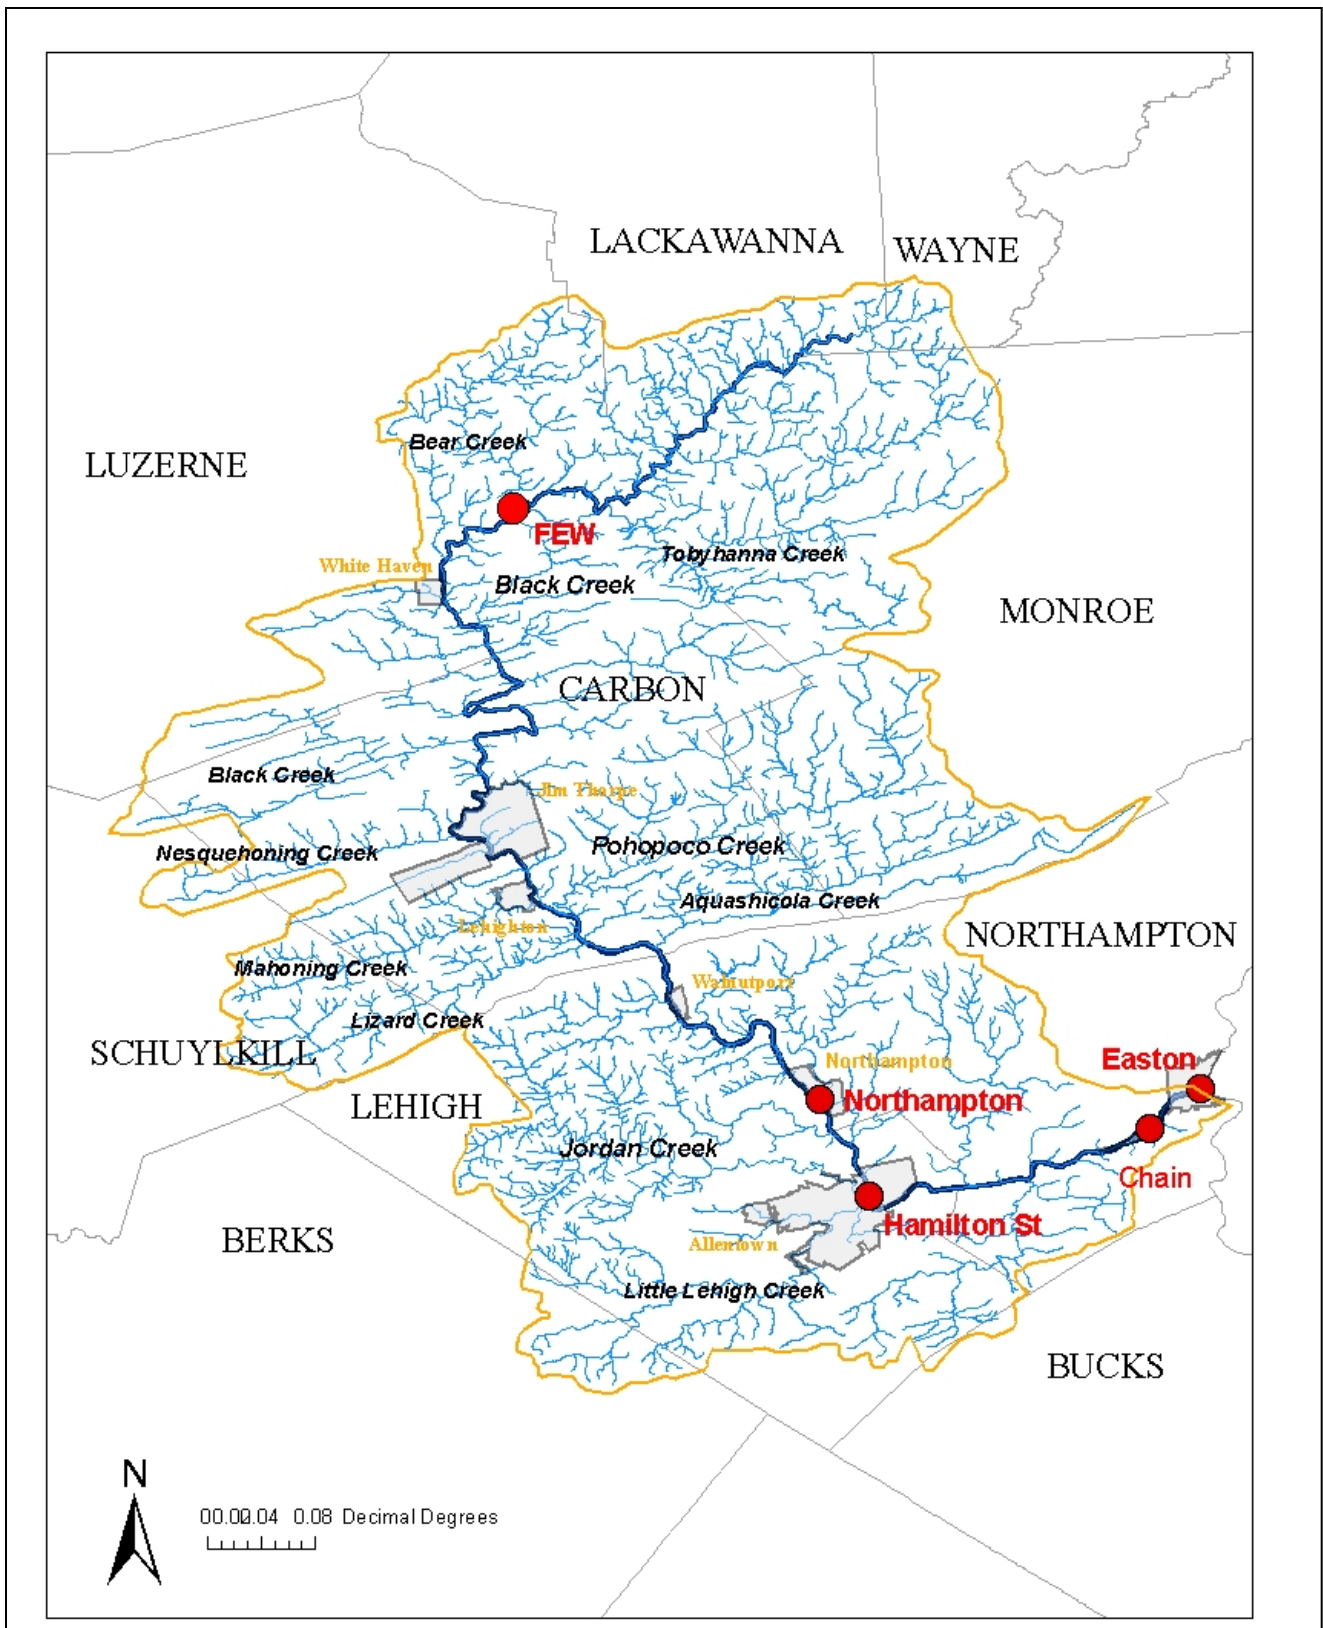 LACKAWANNA
WAYNE
Bear Creek
LUZERNE
FEW
Tobyhanna Creek
White Haven
Black Creek
MONROE
CARBON
Black Creek
Jim Thorpe
Pohopoco Creek
Nesquehoning Creek
Aquashicola Creek
Lehighton
NORTHAMPTON
Mahoning Creek
Walnutport
Lizard Creek
SCHUYLKILL
Northampton
Easton
LEHIGH
Northampton
Jordan Creek
Chain
Hamilton St
BERKS
Allentown
Little Lehigh Creek
BUCKS
N
0.04 0.08 Decimal Degrees